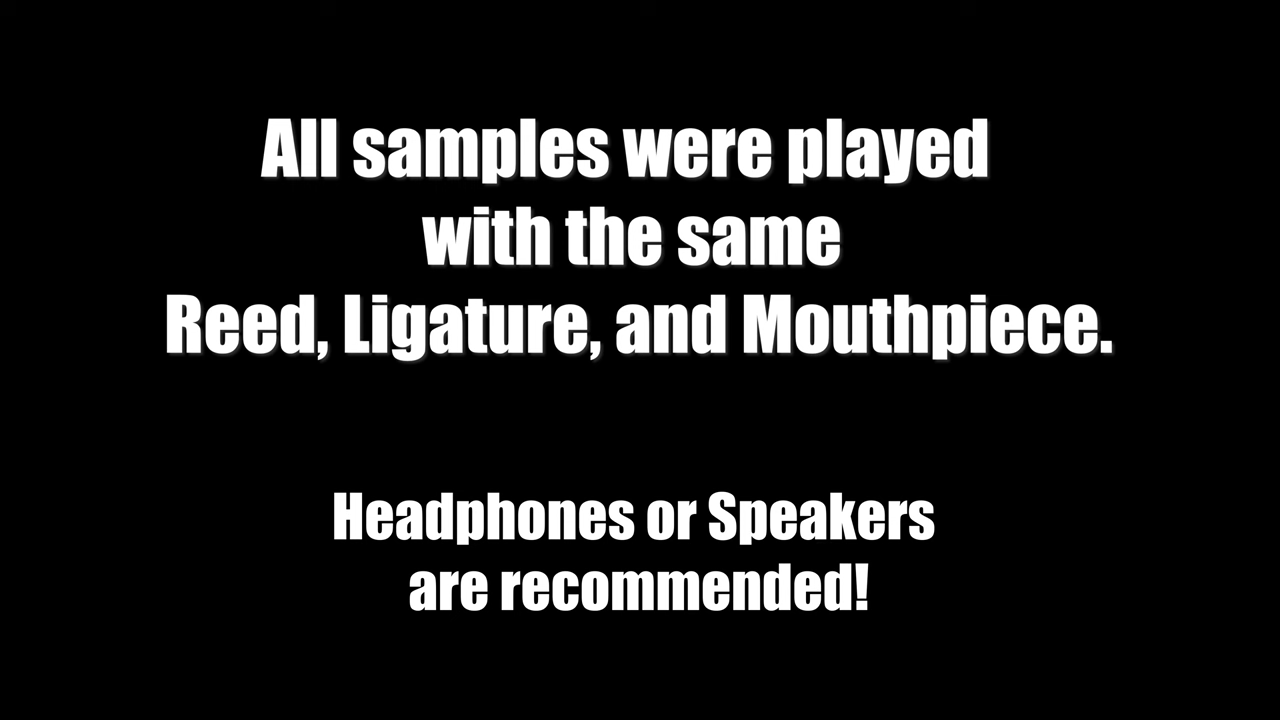 All samples were played
with the same
Reed, Ligature, and Mouthpiece.
Headphones or Speakers
are recommended!